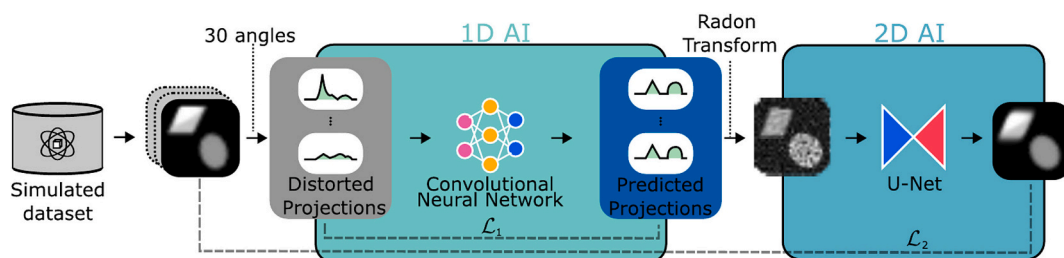 1D AI
2D AI
30 angles
Radon
Transform
Simulated
dataset
Distorted
Projections
Convolutional
Neural Network
Predicted
Projections
U-Net
ℒ₁
ℒ₂